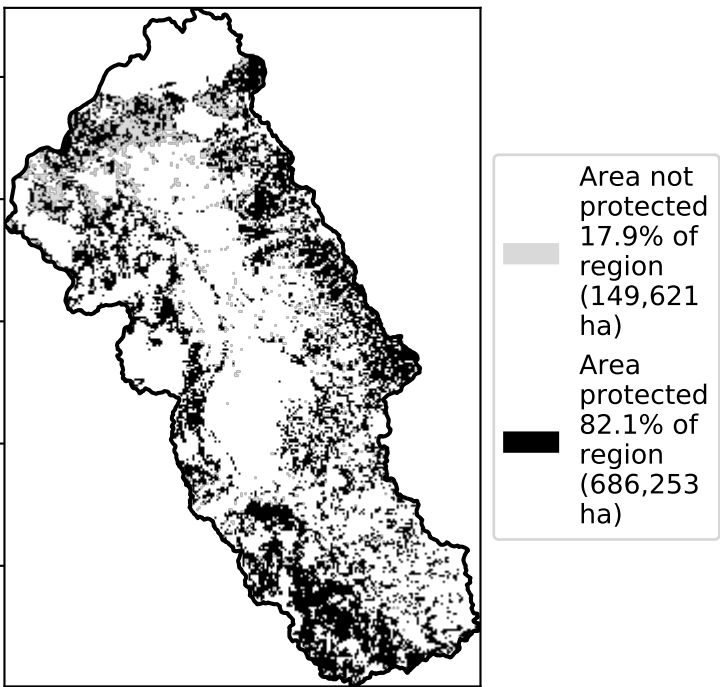 Area not
protected
17.9% of
region
(149,621
ha)
Area
protected
82.1% of
region
(686,253
ha)